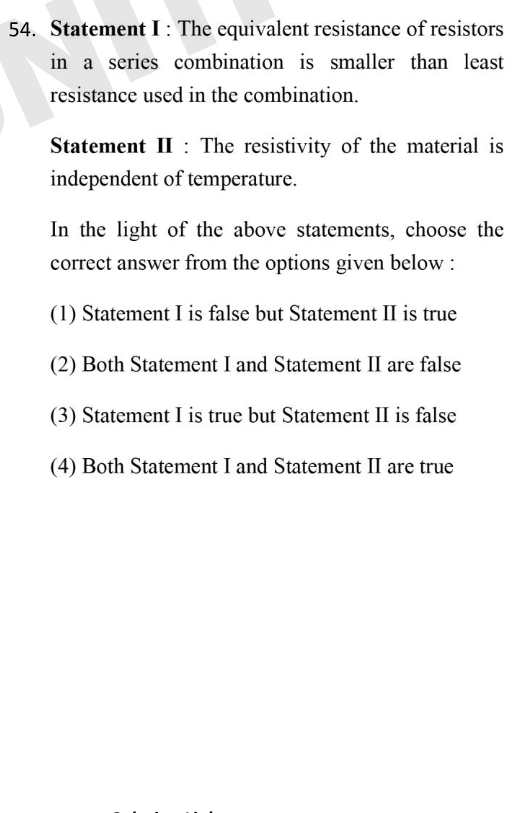 54. Statement I : The equivalent resistance of resistors
in a series combination is smaller than least
resistance used in the combination.
Statement II : The resistivity of the material is
independent of temperature.
In the light of the above statements, choose the
correct answer from the options given below :
(1) Statement I is false but Statement II is true
(2) Both Statement I and Statement II are false
(3) Statement I is true but Statement II is false
(4) Both Statement I and Statement II are true